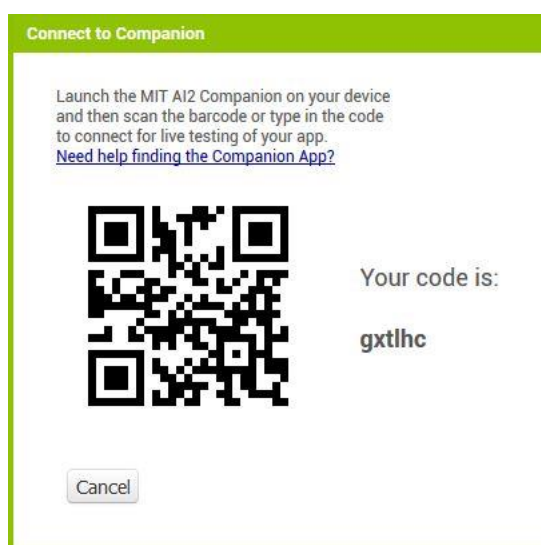 Connect to Companion
Launch the MIT AI2 Companion on your device
and then scan the barcode or type in the code
to connect for live testing of your app.
Need help finding the Companion App?
Your code is:
gxtlhc
Cancel